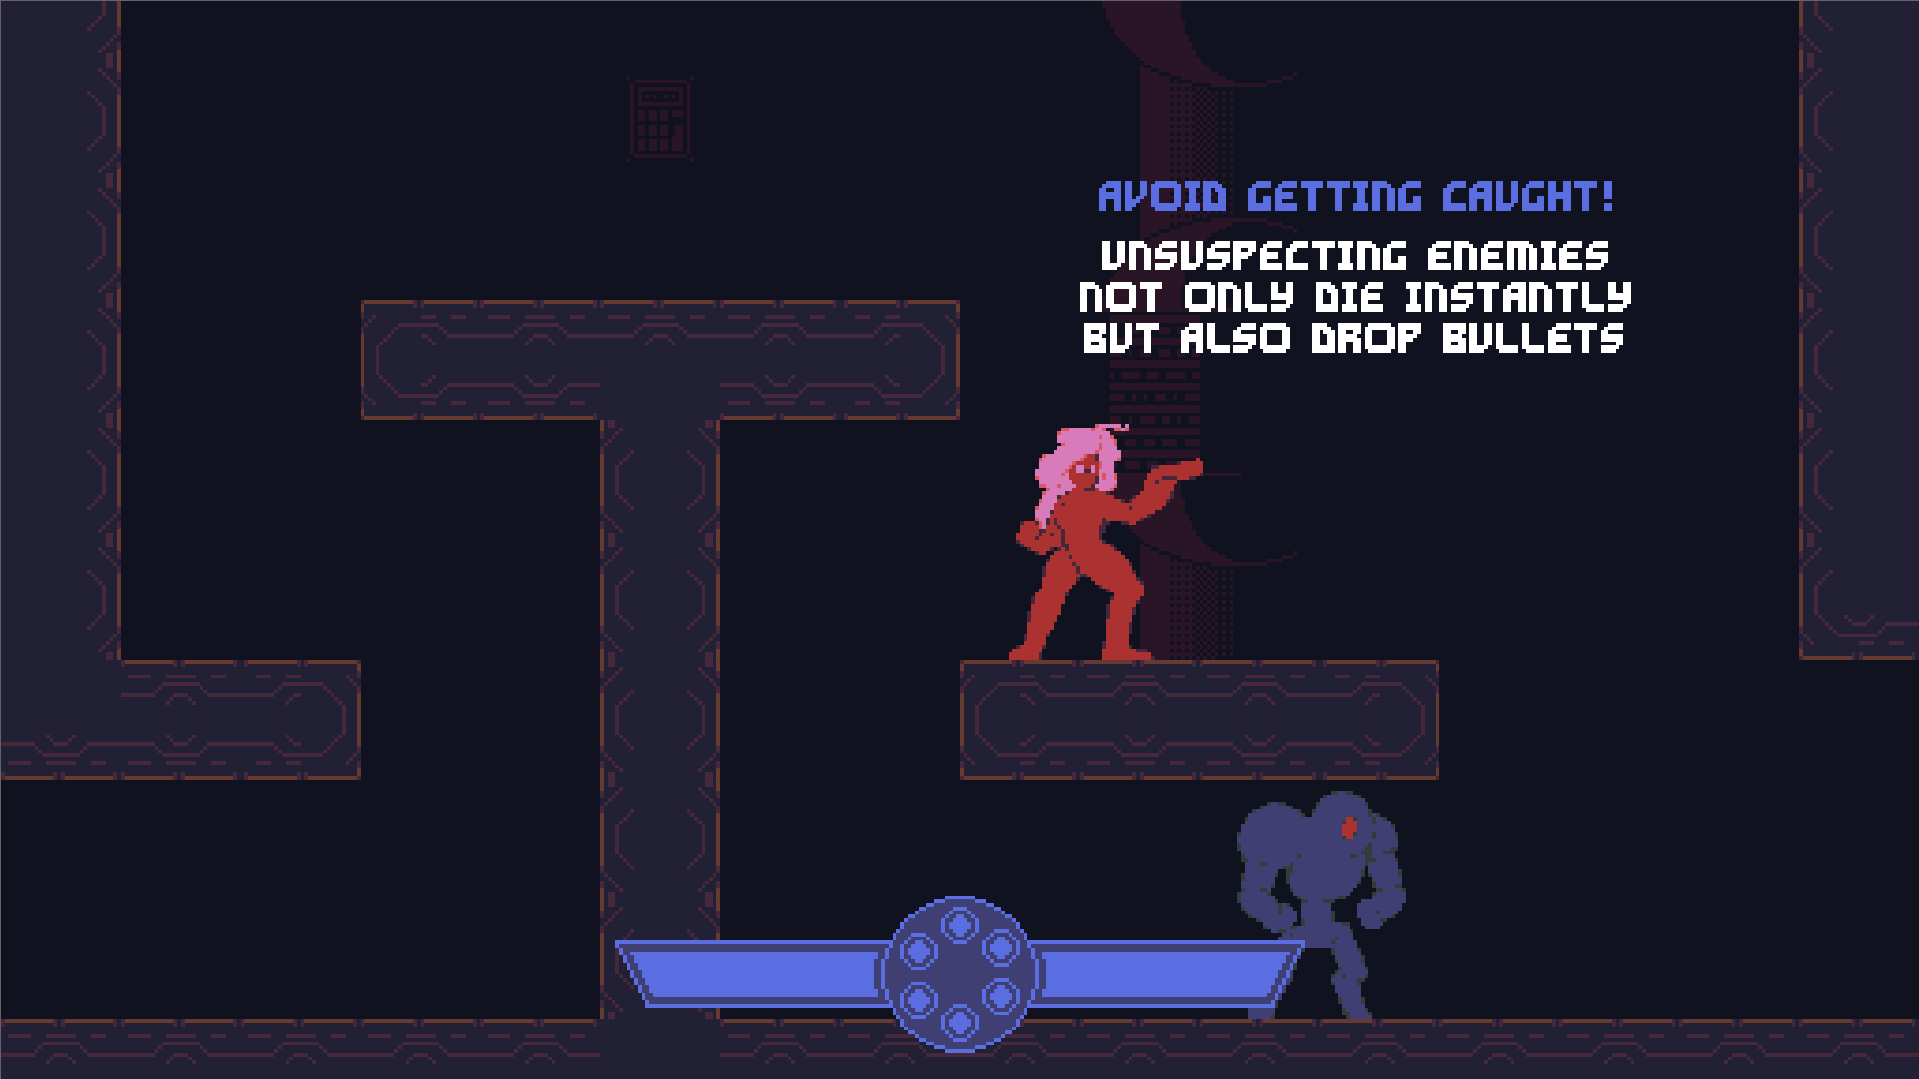 AVOID GETTING CAUGHT!
UNSUSPECTING ENEMIES
NOT ONLY DIE INSTANTLY
BUT ALSO DROP BULLETS